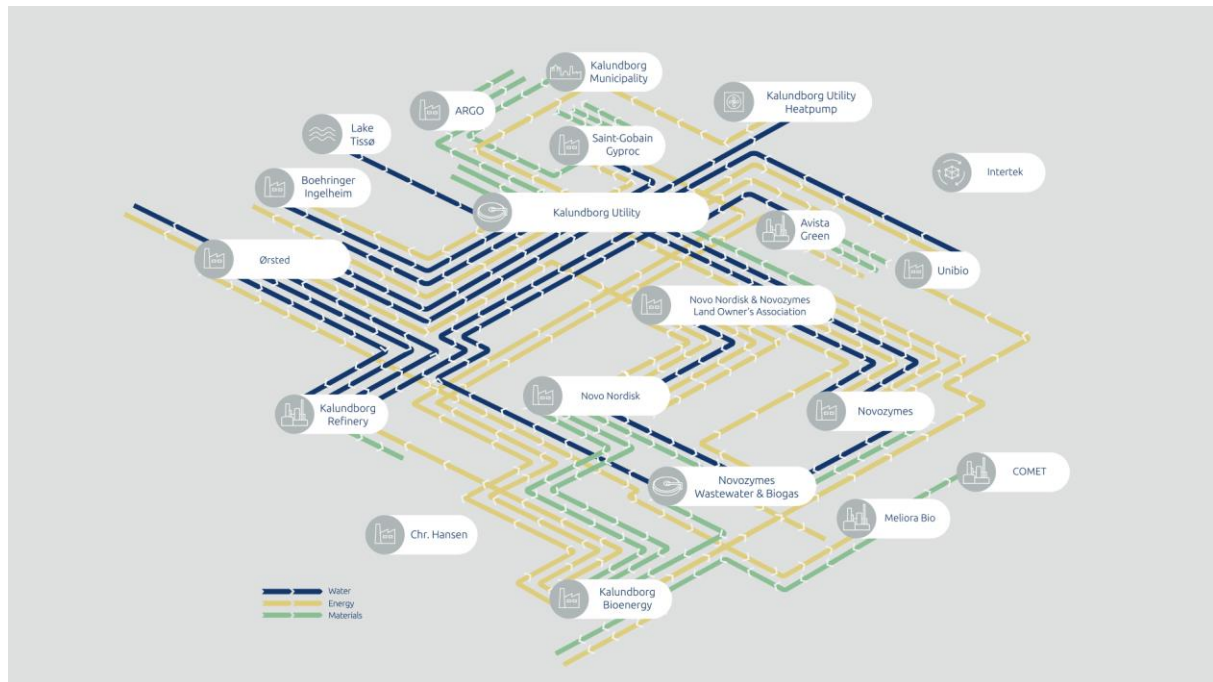 Kalundborg
Municipality
Kalundborg Utility
Heatpump
ARGO
Lake
Tissø
Saint-Gobain
Gyproc
Intertek
Boehringer
Ingelheim
Kalundborg Utility
Avista
Green
Ørsted
Unibio
Novo Nordisk & Novozymes
Land Owner's Association
Novo Nordisk
Kalundborg
Refinery
Novozymes
COMET
Novozymes
Wastewater & Biogas
Meliora Bio
Chr. Hansen
Kalundborg
Bioenergy
Water
Energy
Materials